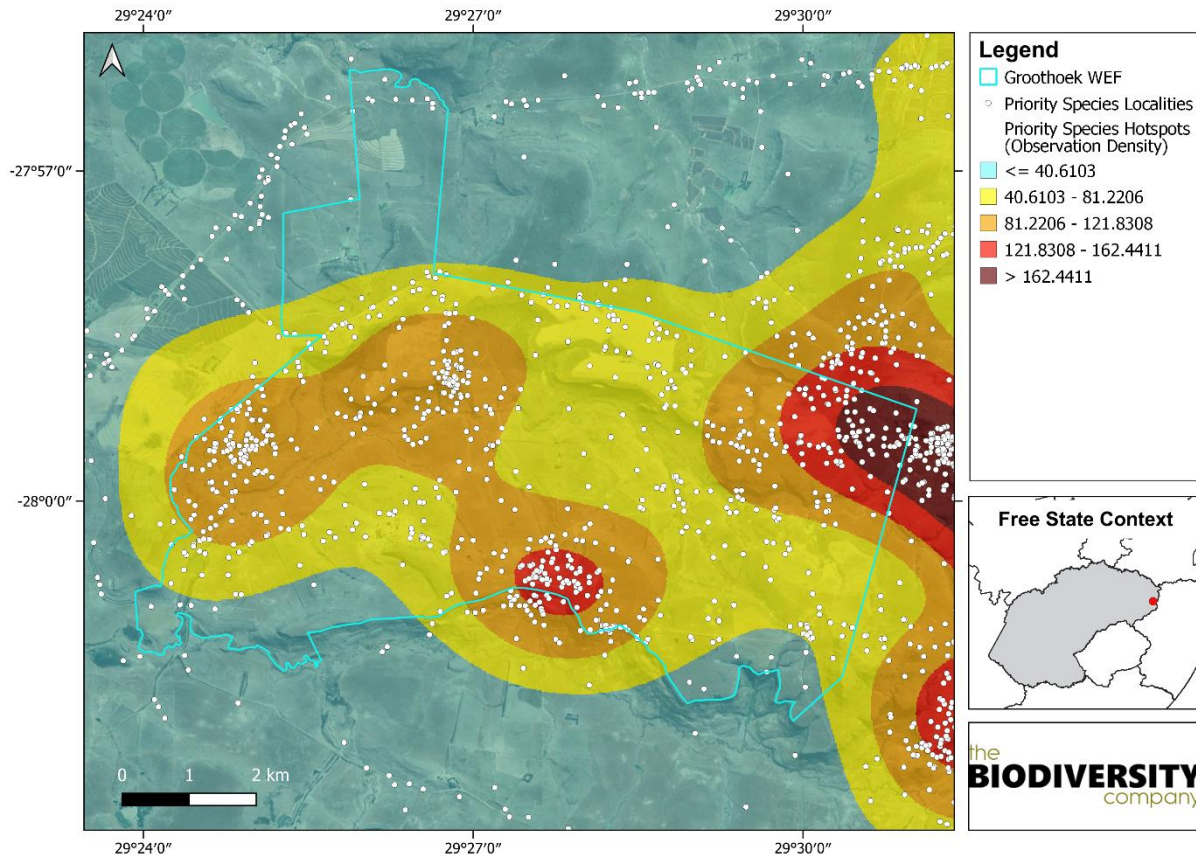 29°24′0″ 29°27′0″ 29°30′0″
-27°57′0″
-28°0′0″
0 1 2 km
29°24′0″ 29°27′0″ 29°30′0″
Legend
Groothoek WEF
Priority Species Localities
Priority Species Hotspots
(Observation Density)
<= 40.6103
40.6103 - 81.2206
81.2206 - 121.8308
121.8308 - 162.4411
> 162.4411
Free State Context
the
BIODIVERSITY
company